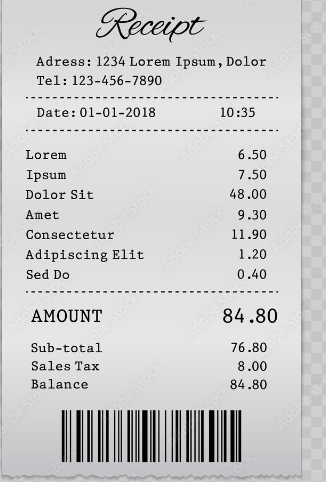 Receipt
Adress: 1234 Lorem Ipsum, Dolor
Tel: 123-456-7890
Date: 01-01-2018 10:35
Lorem 6.50
Ipsum 7.50
Dolor Sit 48.00
Amet 9.30
Consectetur 11.90
Adipiscing Elit 1.20
Sed Do 0.40
AMOUNT 84.80
Sub-total 76.80
Sales Tax 8.00
Balance 84.80